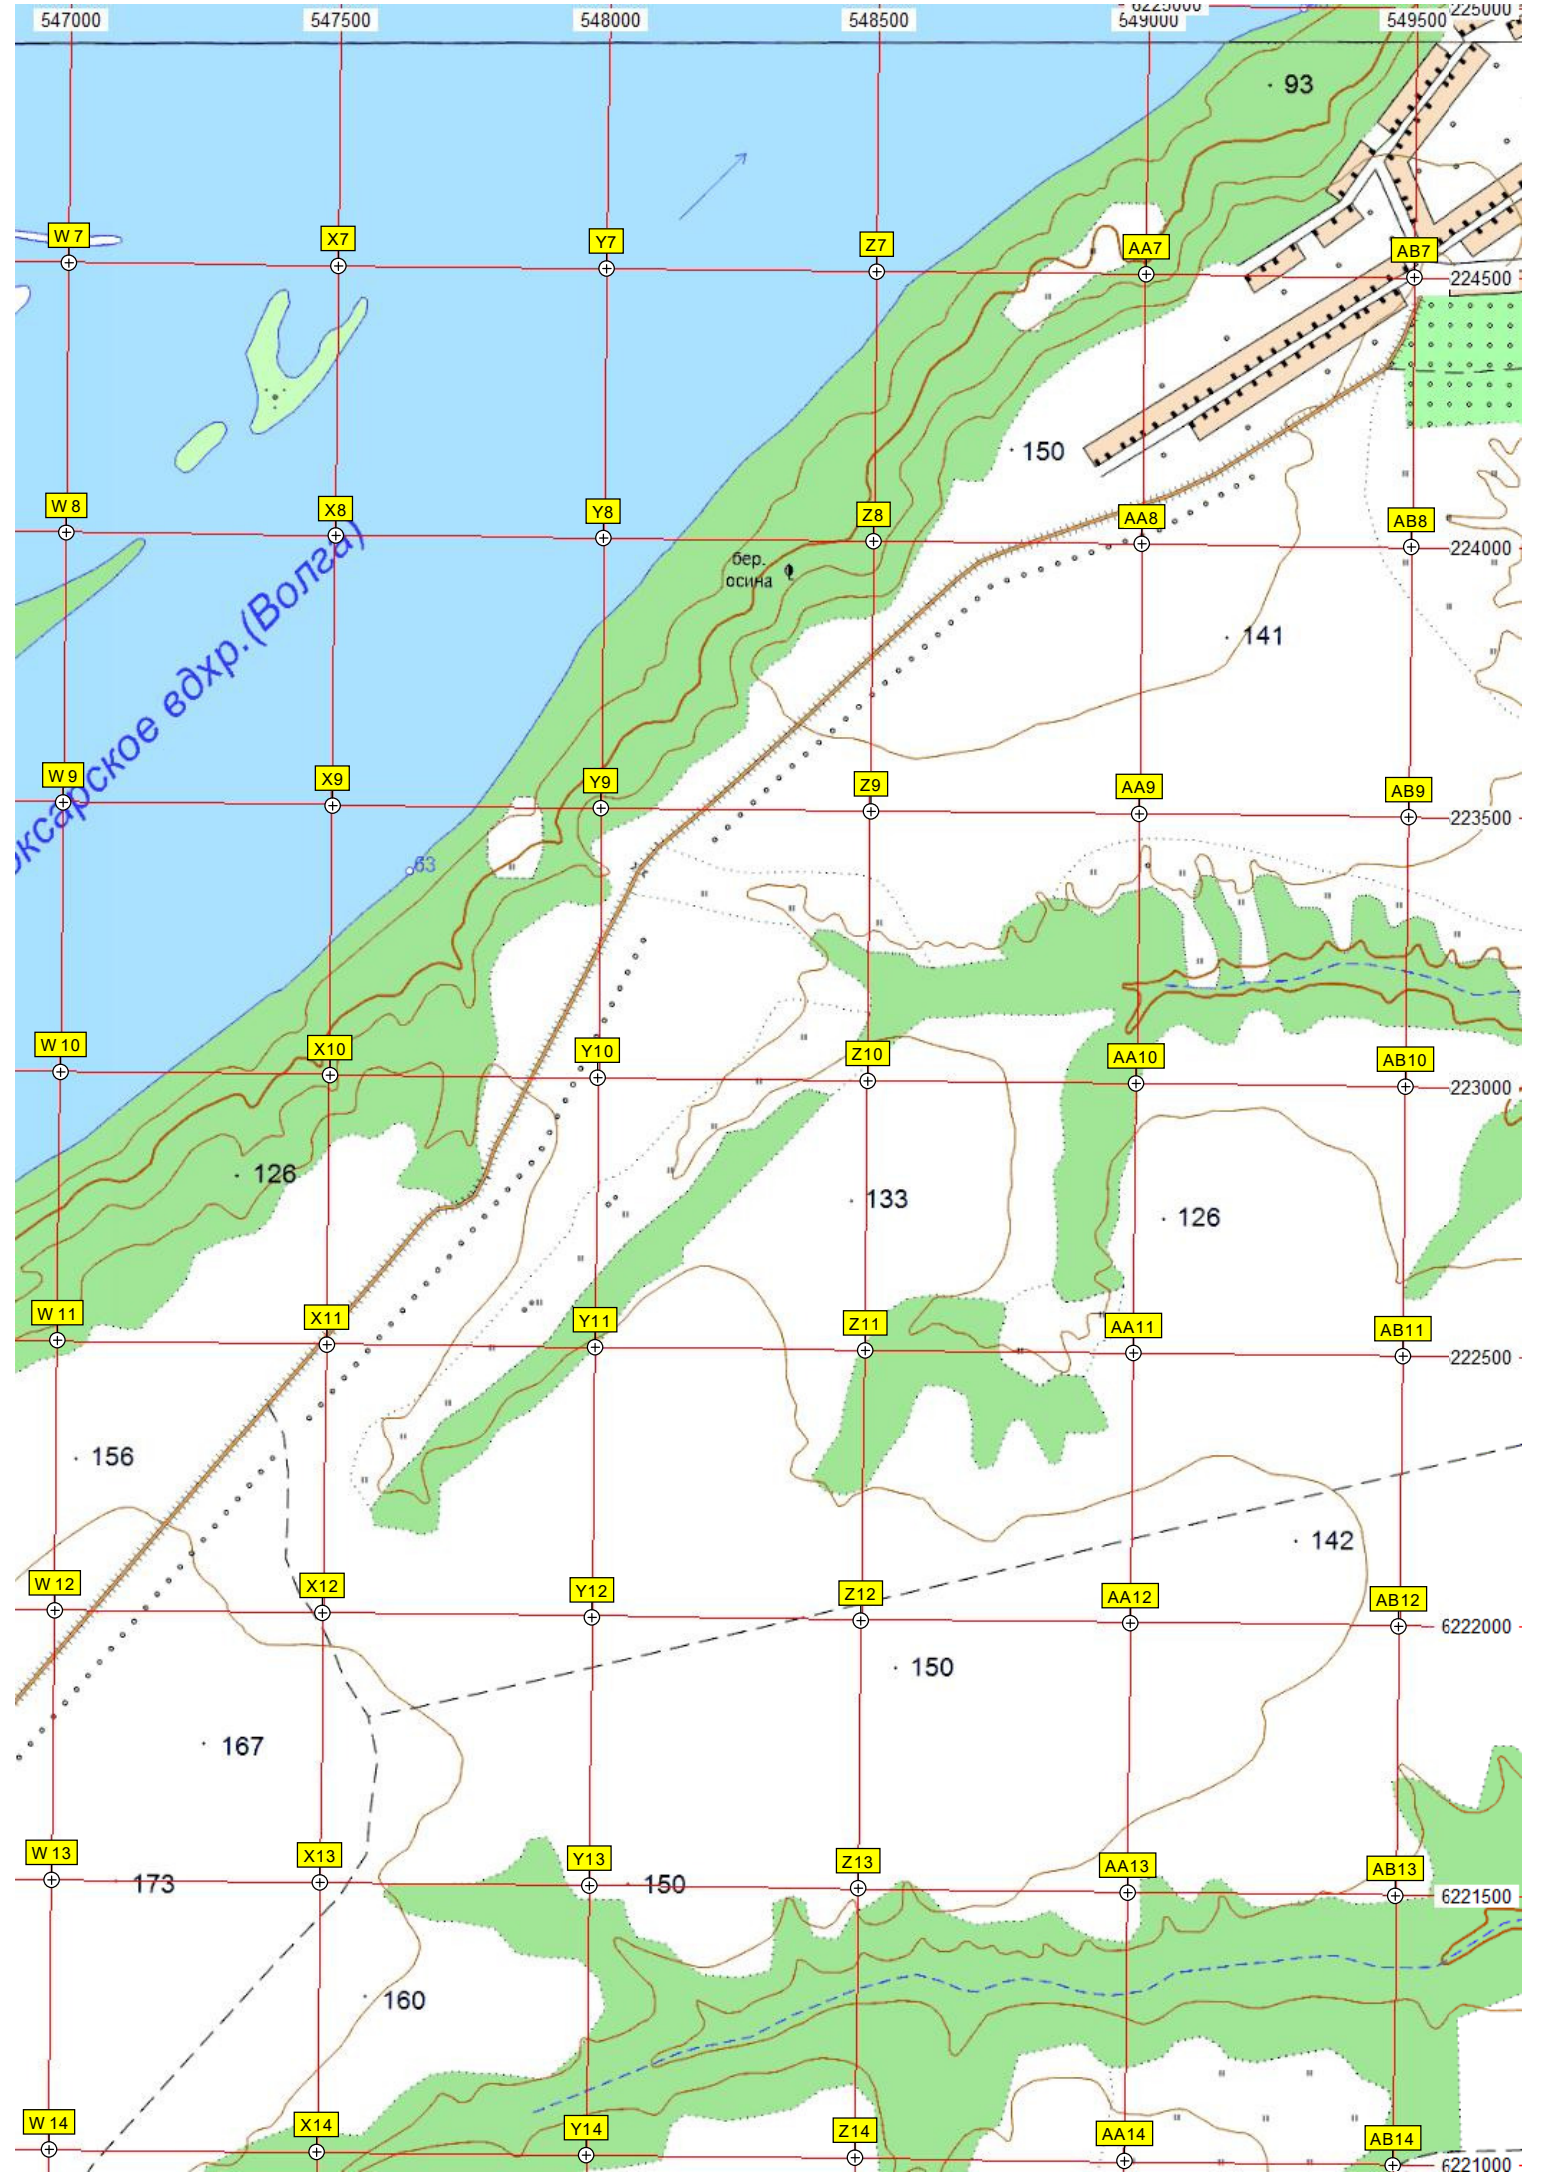 547000 547500 548000 548500 549000 549500
6225000
225000
93
W 7 X7 Y7 Z7 AA7 AB7
224500
150
W 8 X8 Y8 Z8 AA8 AB8
224000
бер.
осина
141
оксарское вдхр.(Волга)
W 9 X9 Y9 Z9 AA9 AB9
223500
63
W 10 X10 Y10 Z10 AA10 AB10
223000
126
133
126
W 11 X11 Y11 Z11 AA11 AB11
222500
156
142
W 12 X12 Y12 Z12 AA12 AB12
6222000
150
167
W 13 X13 Y13 Z13 AA13 AB13
173
150
6221500
160
W 14 X14 Y14 Z14 AA14 AB14
6221000